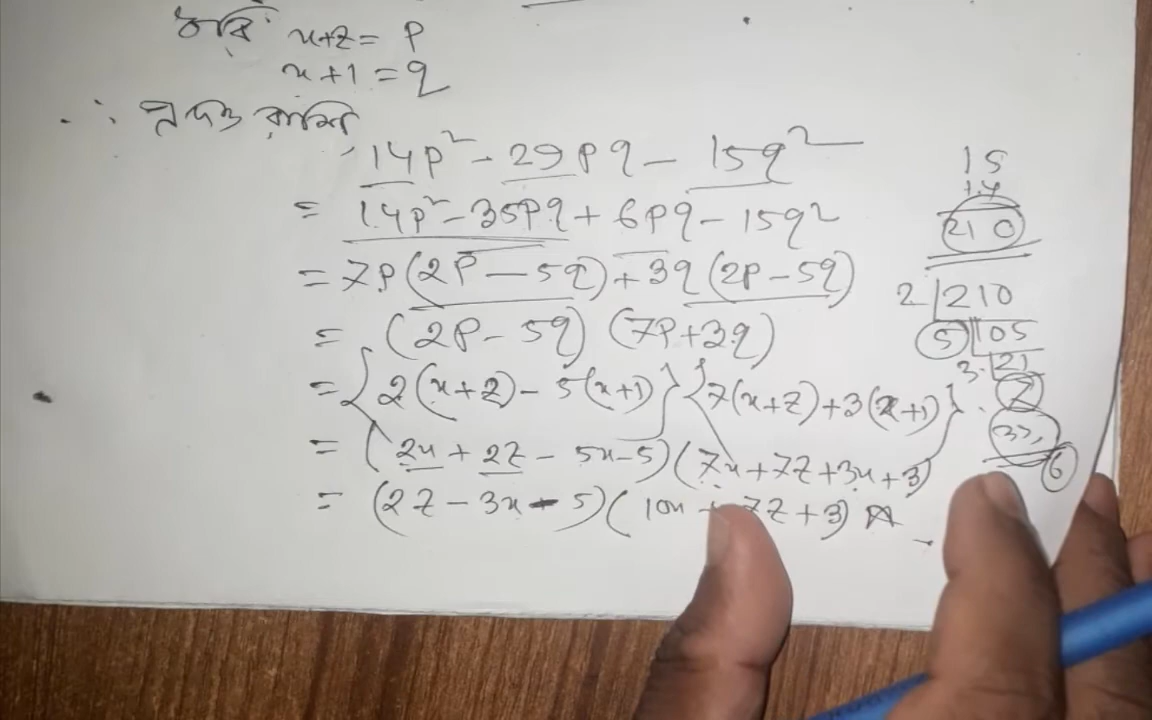 ধরি x+z = p
x+1 = q
∴ প্রদত্ত রাশি
14p² - 29pq - 15q²
= 14p² - 35pq + 6pq - 15q²
= 7p(2p - 5q) + 3q(2p - 5q)
= (2p - 5q) (7p+3q)
= {2(x+z) - 5(x+1)} {7(x+z)+3(x+1)}
= (2x + 2z - 5x - 5) (7x+7z+3x+3)
= (2z - 3x - 5) (10x + 7z + 3)
15
14
210
2 210
5 105
3 21
7
35,
6